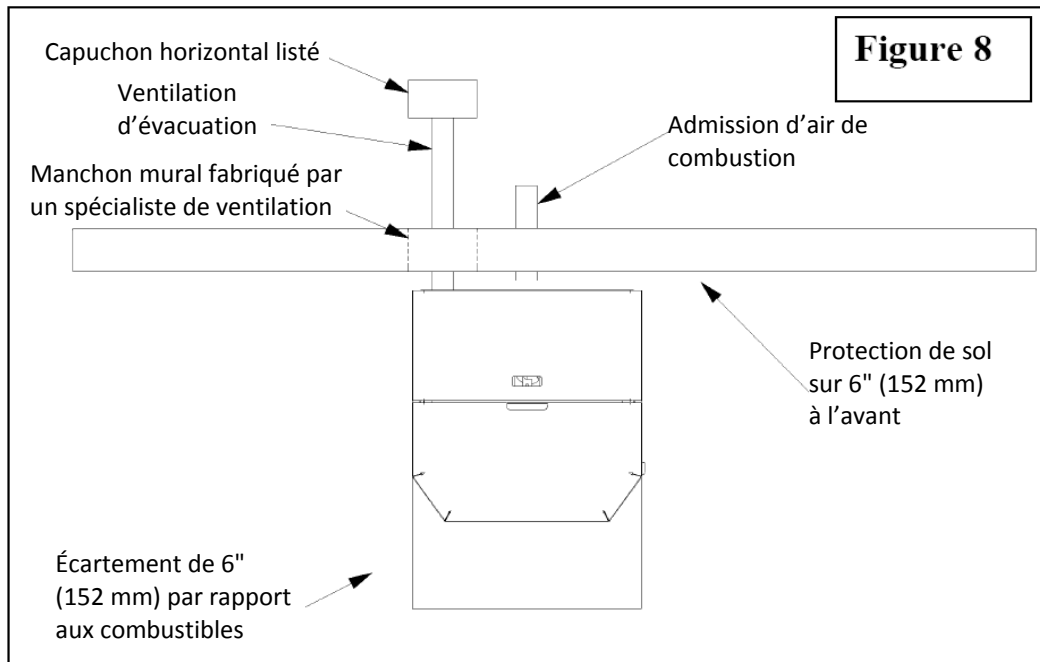 Figure 8
Capuchon horizontal listé
Ventilation
d’évacuation
Admission d’air de
combustion
Manchon mural fabriqué par
un spécialiste de ventilation
Protection de sol
sur 6" (152 mm)
à l’avant
Écartement de 6"
(152 mm) par rapport
aux combustibles